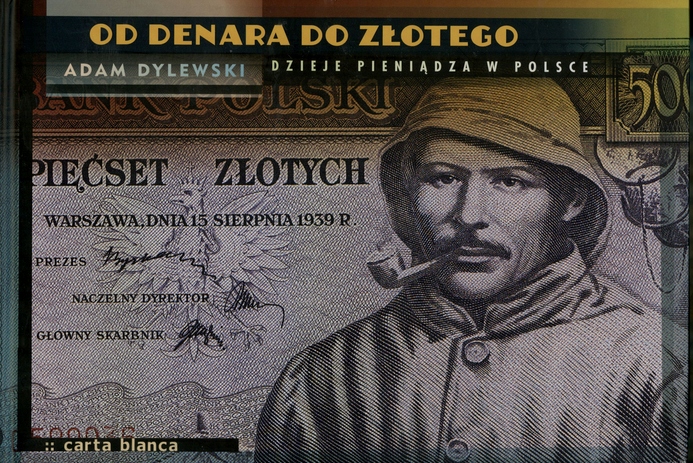 OD DENARA DO ZŁOTEGO
ADAM DYLEWSKI DZIEJE PIENIĄDZA W POLSCE
BANK POLSKI
500
PIĘĆSET ZŁOTYCH
WARSZAWA, DNIA 15 SIERPNIA 1939 R.
PREZES
NACZELNY DYREKTOR
GŁÓWNY SKARBNIK
:: carta blanca